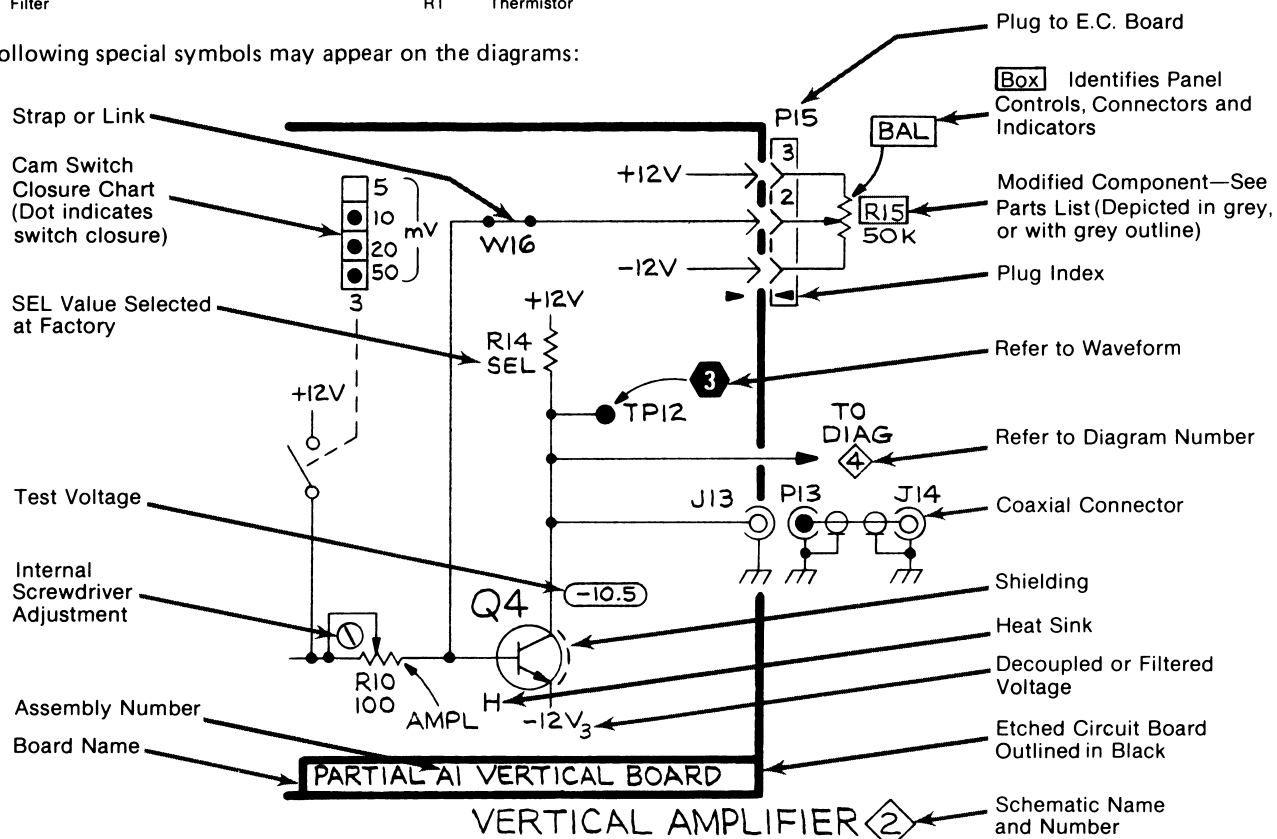 Filter
RT Thermistor
ollowing special symbols may appear on the diagrams:
Plug to E.C. Board
Box Identifies Panel
Controls, Connectors and
Indicators
Strap or Link
Cam Switch
Closure Chart
(Dot indicates
switch closure)
5
10
20
50
mV
3
P15
BAL
+12V
3
2
W16
-12V
R15
50K
Modified Component—See
Parts List (Depicted in grey,
or with grey outline)
Plug Index
SEL Value Selected
at Factory
+12V
R14
SEL
3
TP12
Refer to Waveform
+12V
TO
DIAG
4
Refer to Diagram Number
Test Voltage
J13
P13
J14
Coaxial Connector
Internal
Screwdriver
Adjustment
-10.5
Q4
Shielding
Heat Sink
R10
100
AMPL
H
-12V3
Decoupled or Filtered
Voltage
Assembly Number
Board Name
PARTIAL A1 VERTICAL BOARD
Etched Circuit Board
Outlined in Black
VERTICAL AMPLIFIER 2
Schematic Name
and Number